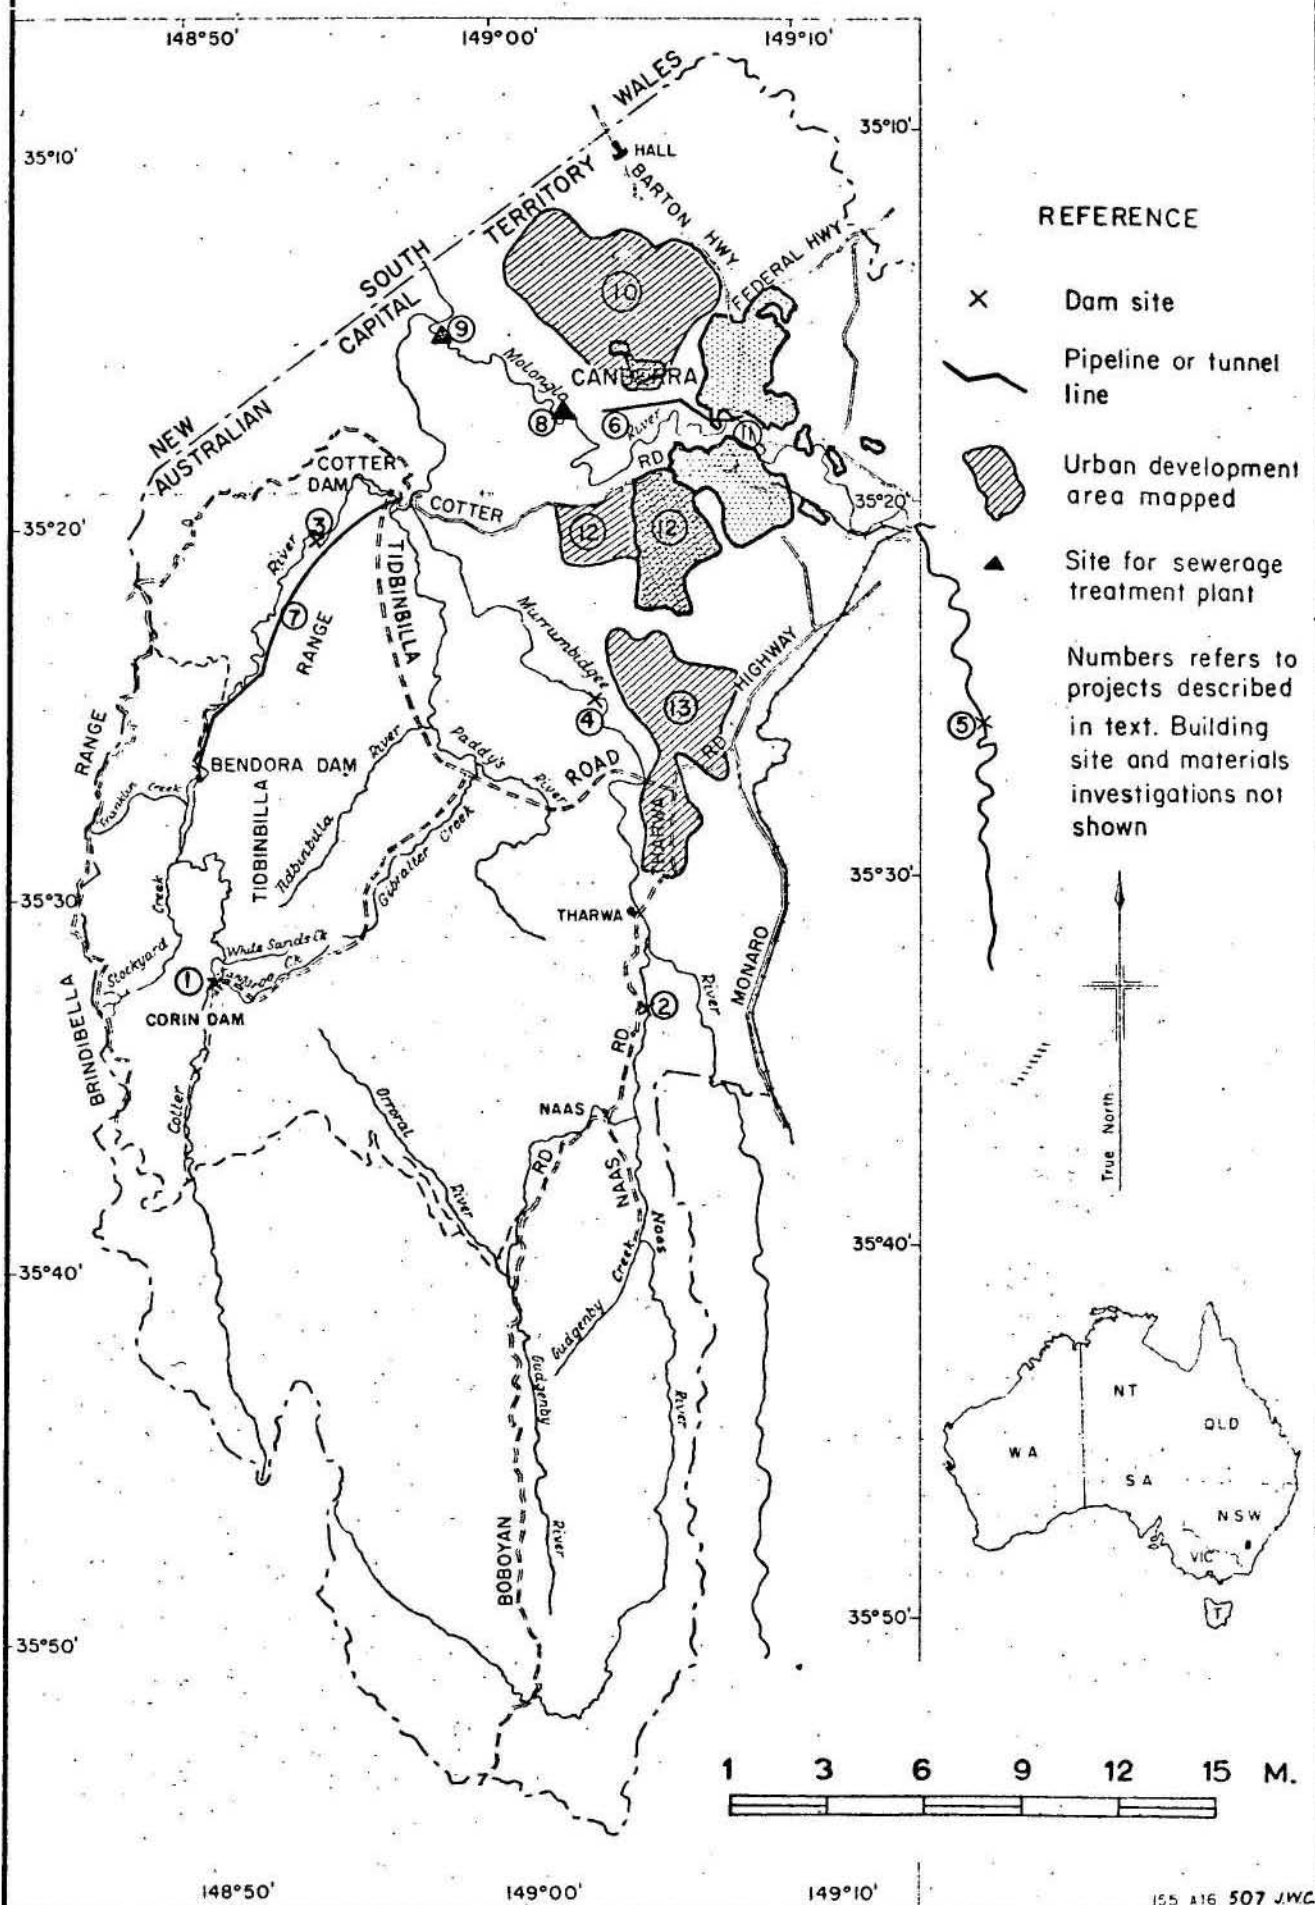 148°50'
149°00'
149°10'
35°10'
35°10'
NEW SOUTH WALES
AUSTRALIAN CAPITAL TERRITORY
HALL
BARTON HWY
FEDERAL HWY
10
9
Molonglo
River
CANBERRA
8
6
11
COTTER
DAM
COTTER RD
35°20'
35°20'
3
River
12
12
7
TIDBINBILLA
RANGE
Murrumbidgee
HIGHWAY
13
4
5
RANGE
BENDORA DAM
River
Paddy's
River
ROAD
RD
Franklin Creek
TIDBINBILLA
Tidbinbilla
Gibralter Creek
THARWA
35°30'
35°30'
Creek
THARWA
White Sands Ck
Stockyard
Kangaroo Ck
1
CORIN DAM
2
River
MONARO
RD
BRINDIBELLA
Cotter
Orroral
River
NAAS
RD
NAAS
Naas
Creek
Gudgenby
35°40'
35°40'
Gudgenby
River
River
BOBOYAN
35°50'
35°50'
REFERENCE
Dam site
Pipeline or tunnel
line
Urban development
area mapped
Site for sewerage
treatment plant
Numbers refers to
projects described
in text. Building
site and materials
investigations not
shown
True North
NT
QLD
WA
SA
NSW
VIC
T
1 3 6 9 12 15 M.
148°50'
149°00'
149°10'
155 A16 507 J.W.C